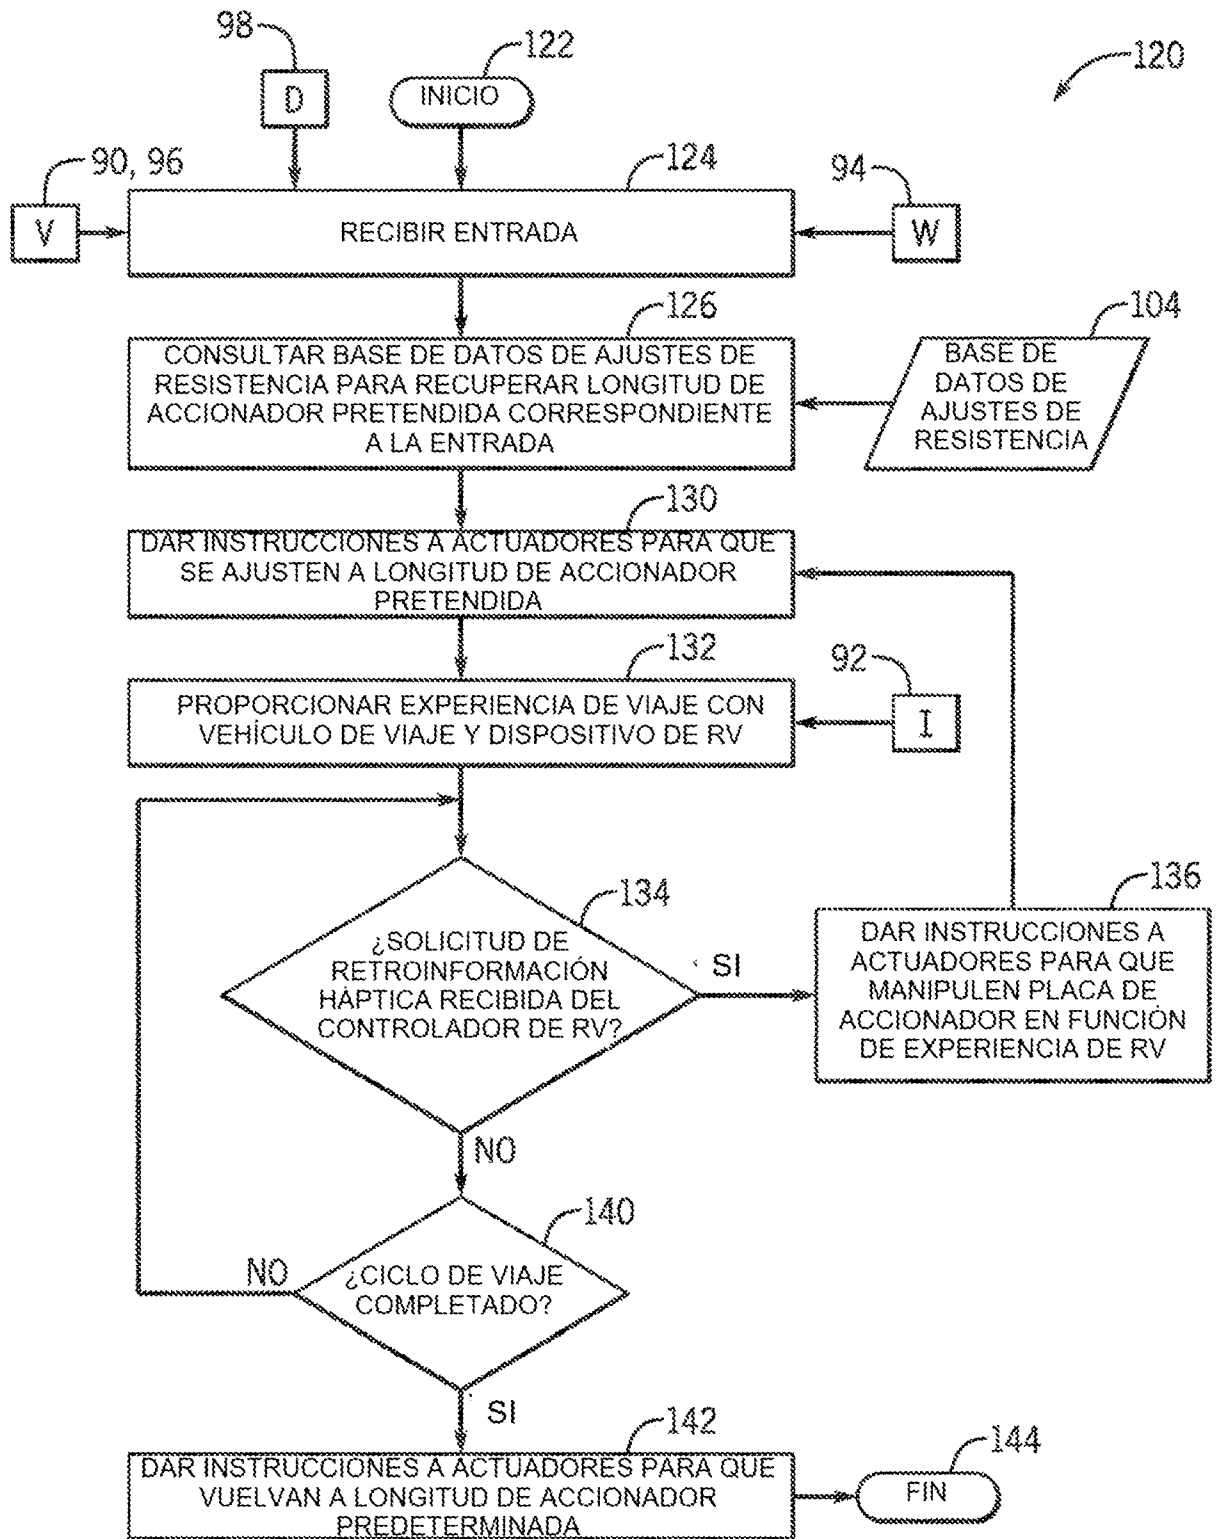 98
122
120
D
INICIO
90, 96
124
94
V
RECIBIR ENTRADA
W
126
104
CONSULTAR BASE DE DATOS DE AJUSTES DE
RESISTENCIA PARA RECUPERAR LONGITUD DE
ACCIONADOR PRETENDIDA CORRESPONDIENTE
A LA ENTRADA
BASE DE
DATOS DE
AJUSTES DE
RESISTENCIA
130
DAR INSTRUCCIONES A ACTUADORES PARA QUE
SE AJUSTEN A LONGITUD DE ACCIONADOR
PRETENDIDA
132
92
PROPORCIONAR EXPERIENCIA DE VIAJE CON
VEHÍCULO DE VIAJE Y DISPOSITIVO DE RV
I
134
136
¿SOLICITUD DE
RETROINFORMACIÓN
HÁPTICA RECIBIDA DEL
CONTROLADOR DE RV?
SI
DAR INSTRUCCIONES A
ACTUADORES PARA QUE
MANIPULEN PLACA DE
ACCIONADOR EN FUNCIÓN
DE EXPERIENCIA DE RV
NO
140
NO
¿CICLO DE VIAJE
COMPLETADO?
SI
142
144
DAR INSTRUCCIONES A ACTUADORES PARA QUE
VUELVAN A LONGITUD DE ACCIONADOR
PREDETERMINADA
FIN